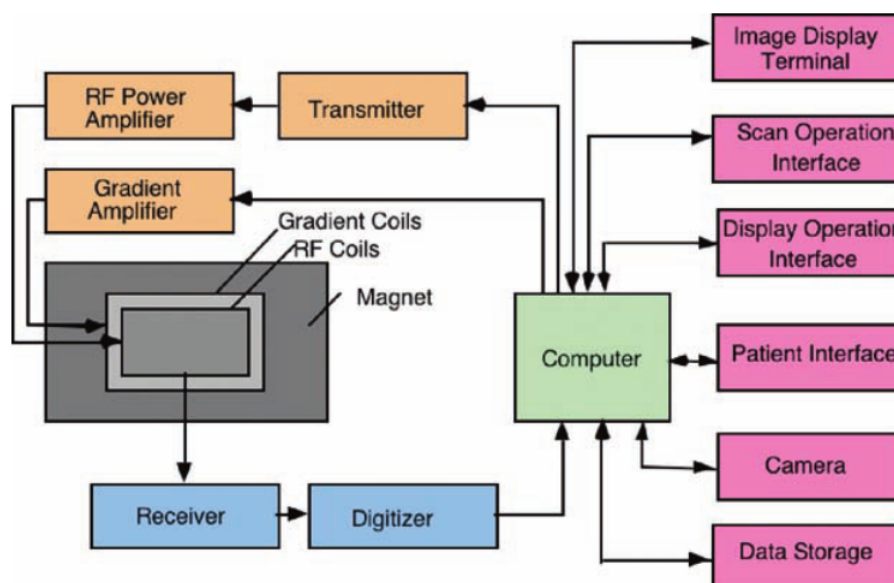 Image Display
Terminal
RF Power
Amplifier
Transmitter
Scan Operation
Interface
Gradient
Amplifier
Gradient Coils
RF Coils
Display Operation
Interface
Magnet
Computer
Patient Interface
Camera
Receiver
Digitizer
Data Storage